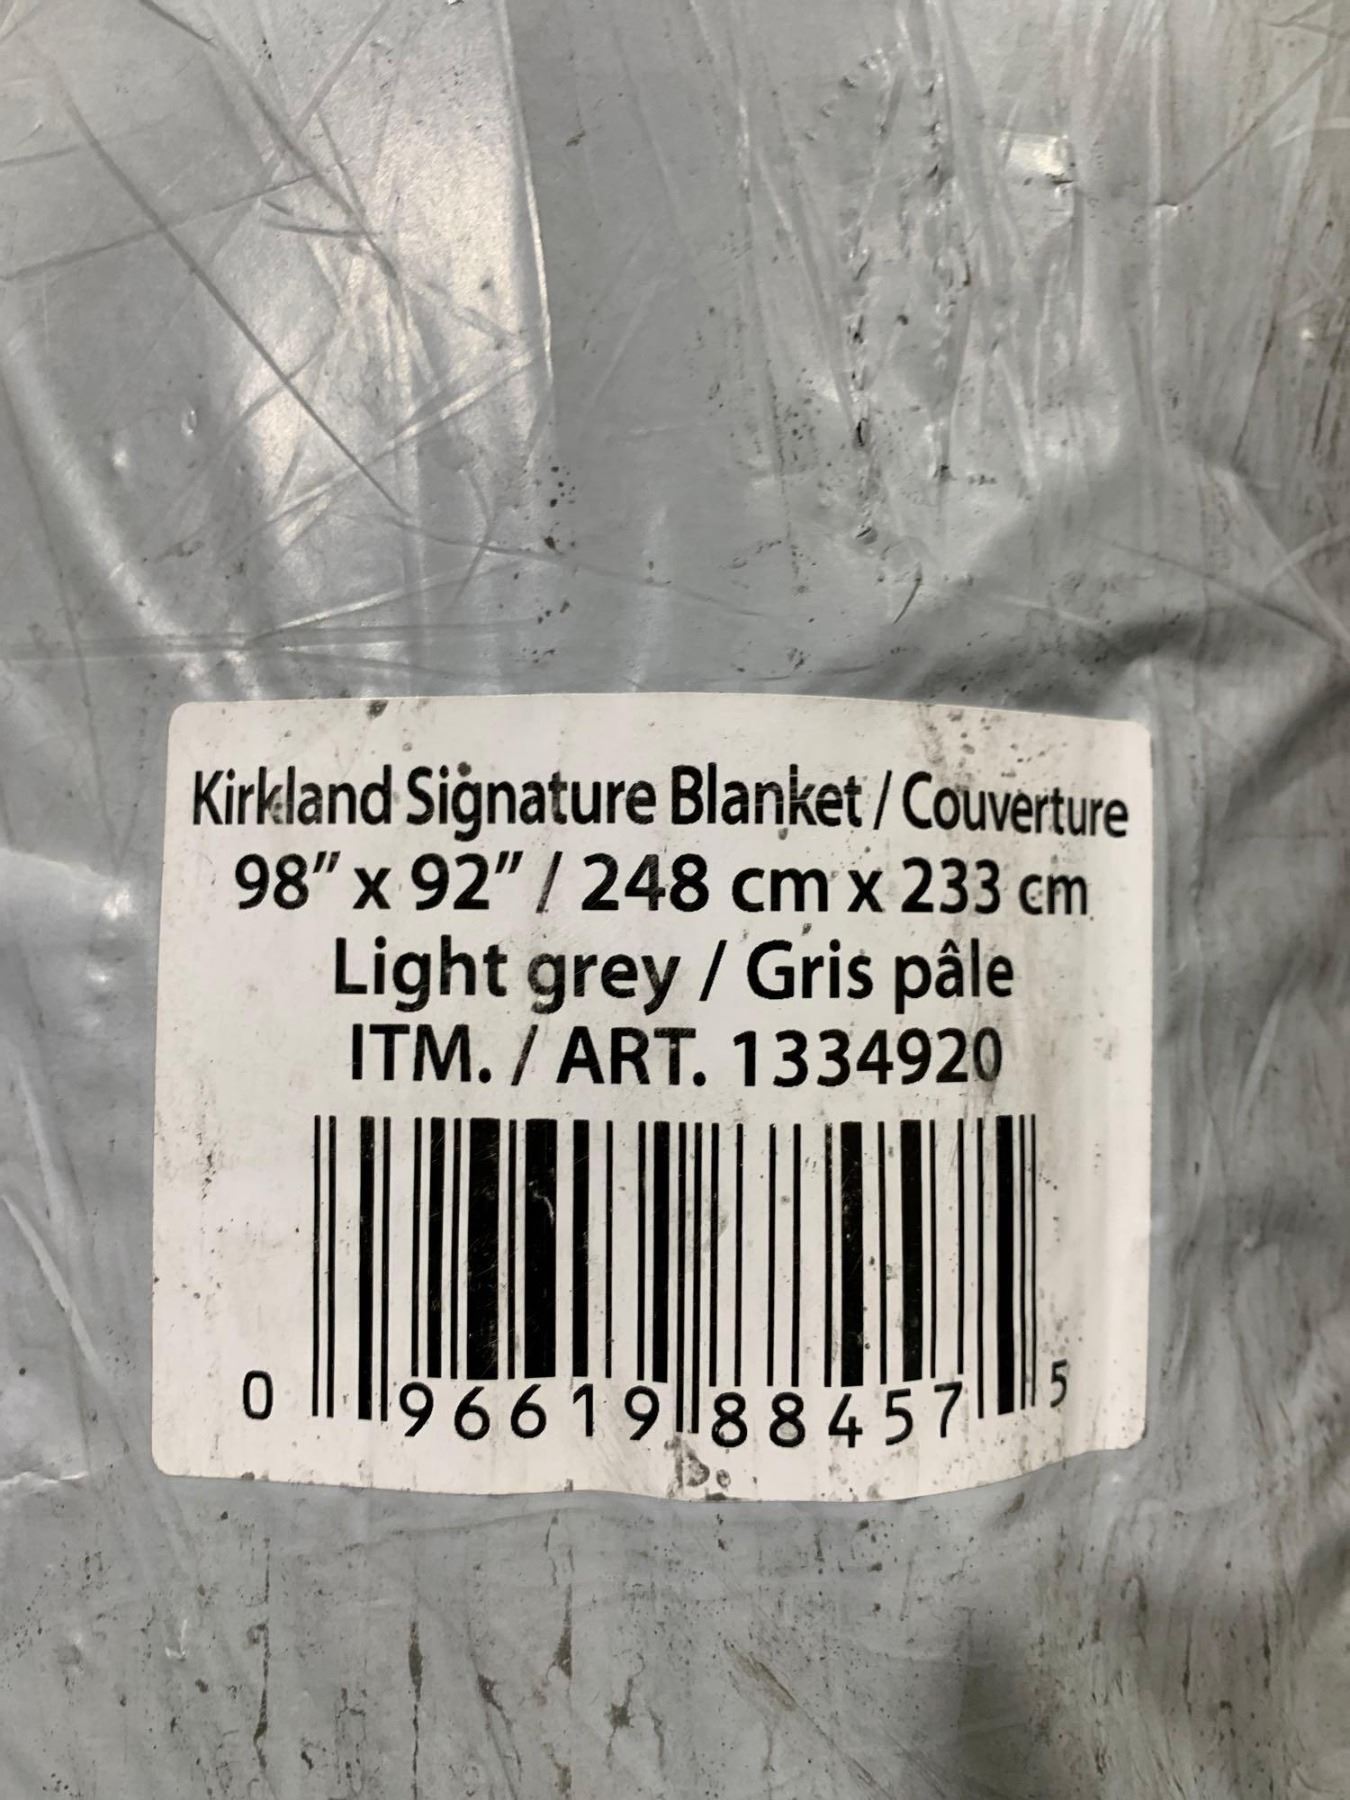 Kirkland Signature Blanket / Couverture
98" x 92" / 248 cm x 233 cm
Light grey / Gris pâle
ITM. / ART. 1334920
0 96619 88457 5